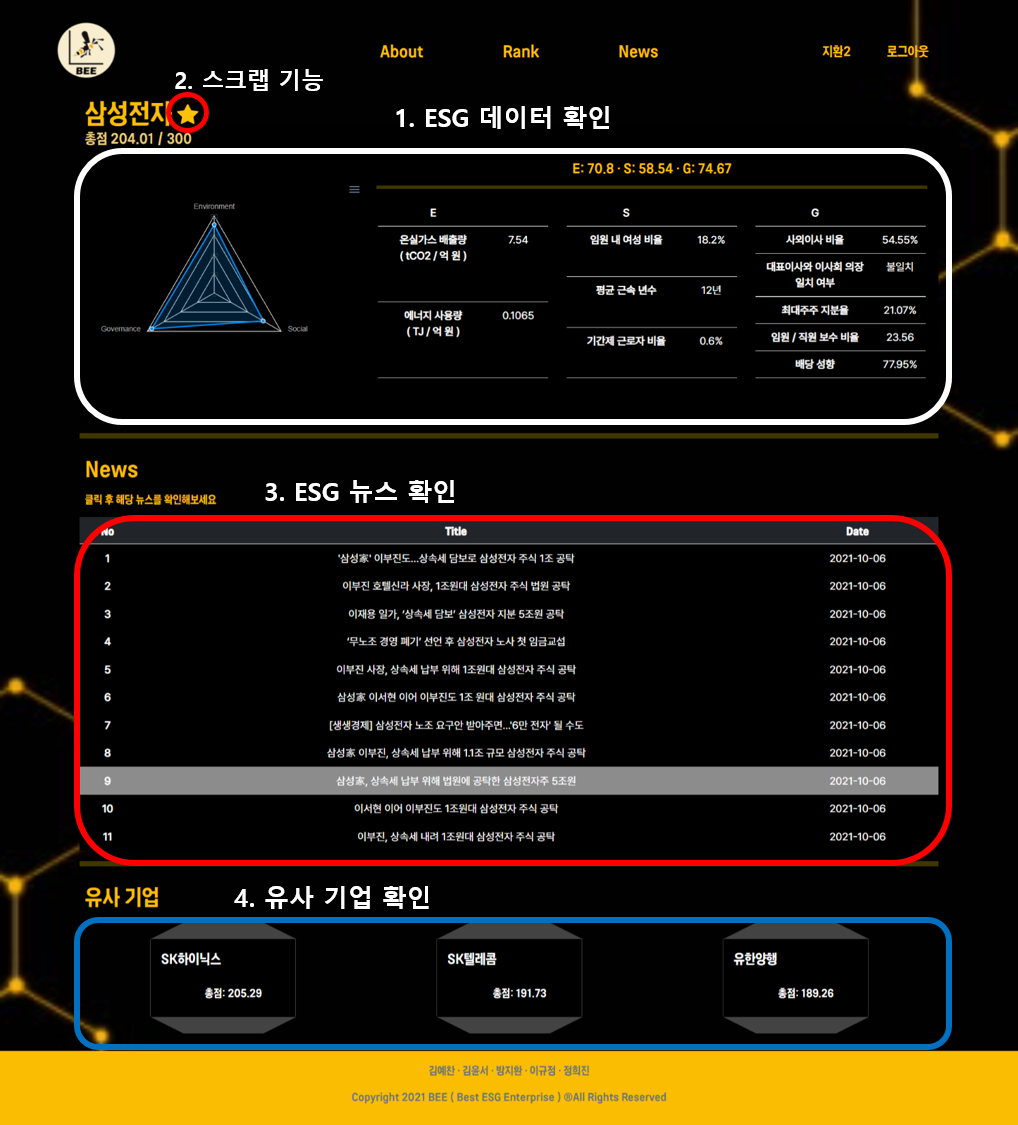 BEE
About Rank News 지환2 로그아웃
2. 스크랩 기능
삼성전자
1. ESG 데이터 확인
총점 204.01 / 300
E: 70.8 · S: 58.54 · G: 74.67
Environment
Governance
Social
E
온실가스 배출량 7.54
( tCO2 / 억 원 )
에너지 사용량 0.1065
( TJ / 억 원 )
S
임원 내 여성 비율 18.2%
평균 근속 년수 12년
기간제 근로자 비율 0.6%
G
사외이사 비율 54.55%
대표이사와 이사회 의장 불일치
일치 여부
최대주주 지분율 21.07%
임원 / 직원 보수 비율 23.56
배당 성향 77.95%
News
3. ESG 뉴스 확인
클릭 후 해당 뉴스를 확인해보세요
No Title Date
1 '삼성家' 이부진도...상속세 담보로 삼성전자 주식 1조 공탁 2021-10-06
2 이부진 호텔신라 사장, 1조원대 삼성전자 주식 법원 공탁 2021-10-06
3 이재용 일가, ‘상속세 담보’ 삼성전자 지분 5조원 공탁 2021-10-06
4 ‘무노조 경영 폐기’ 선언 후 삼성전자 노사 첫 임금교섭 2021-10-06
5 이부진 사장, 상속세 납부 위해 1조원대 삼성전자 주식 공탁 2021-10-06
6 삼성家 이서현 이어 이부진도 1조 원대 삼성전자 주식 공탁 2021-10-06
7 [생생경제] 삼성전자 노조 요구안 받아주면...'6만 전자' 될 수도 2021-10-06
8 삼성家 이부진, 상속세 납부 위해 1.1조 규모 삼성전자 주식 공탁 2021-10-06
9 삼성家, 상속세 납부 위해 법원에 공탁한 삼성전자주 5조원 2021-10-06
10 이서현 이어 이부진도 1조원대 삼성전자 주식 공탁 2021-10-06
11 이부진, 상속세 내려 1조원대 삼성전자 주식 공탁 2021-10-06
유사 기업
4. 유사 기업 확인
SK하이닉스
총점: 205.29
SK텔레콤
총점: 191.73
유한양행
총점: 189.26
김예찬 · 김윤서 · 방지환 · 이규정 · 정희진
Copyright 2021 BEE ( Best ESG Enterprise ) ®All Rights Reserved